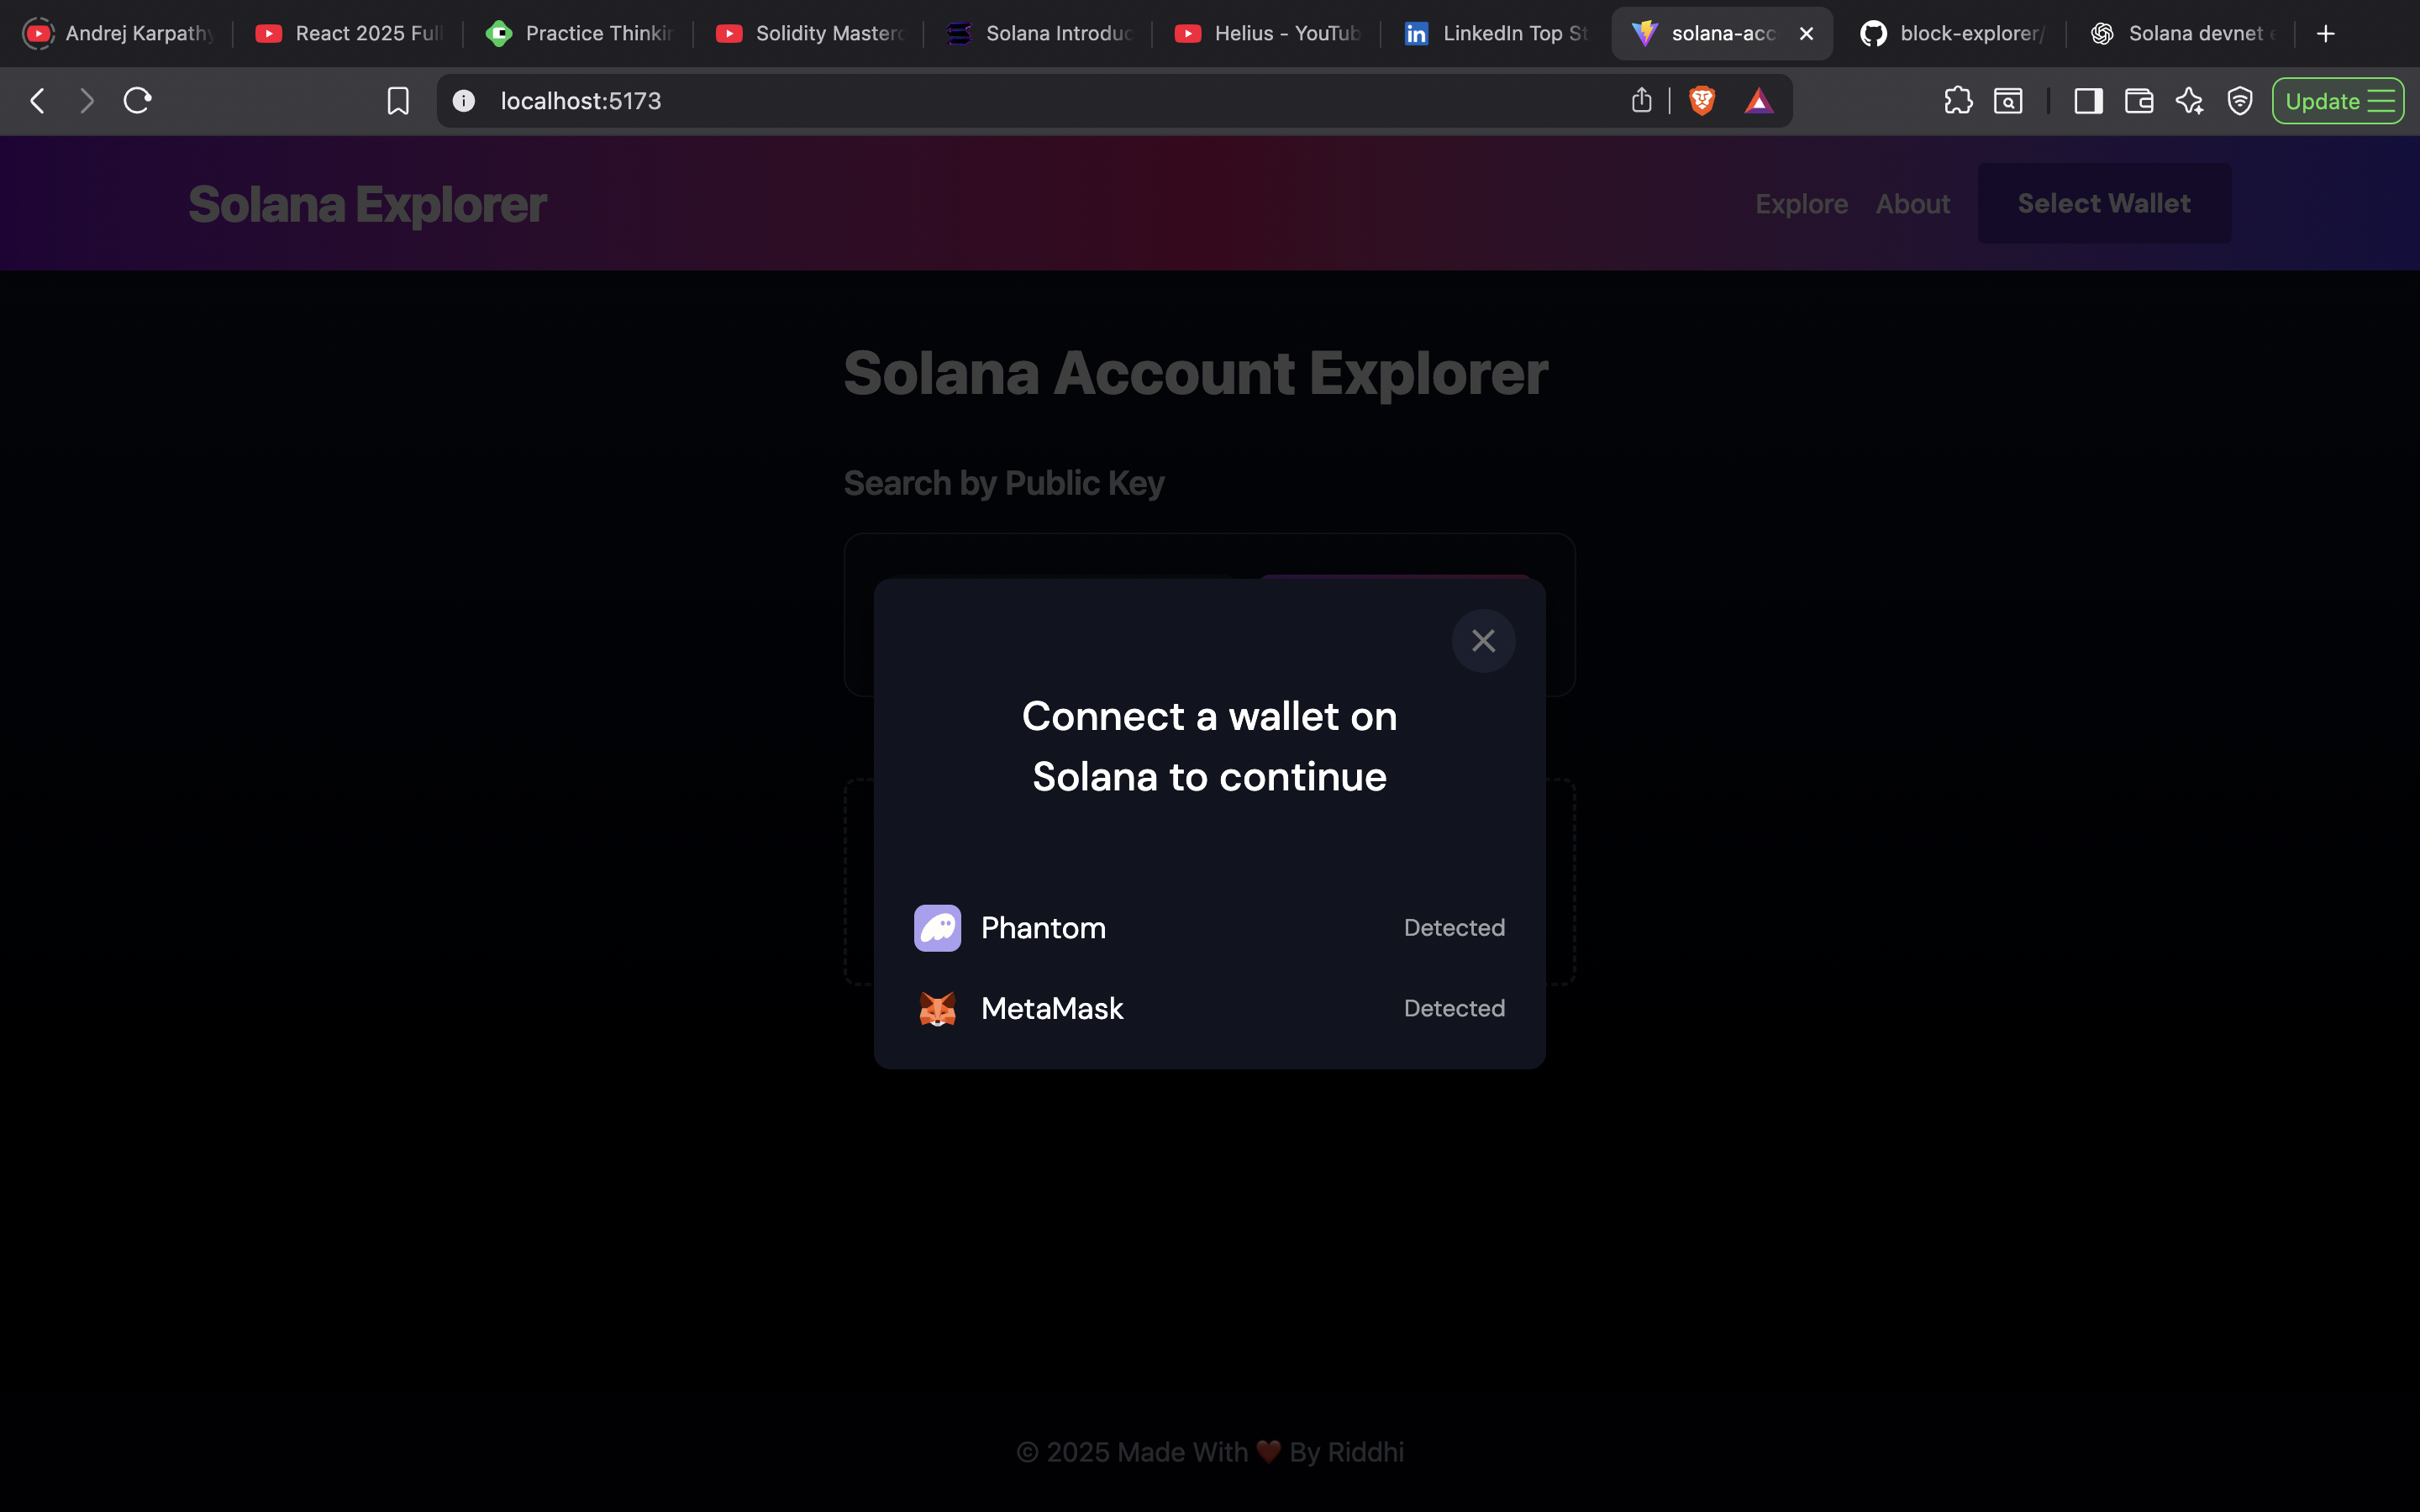 Andrej Karpathy
React 2025 Full
Practice Thinkin
Solidity Masterc
Solana Introduc
Helius - YouTub
LinkedIn Top St
solana-acc
block-explorer/
Solana devnet e
localhost:5173
Update
Solana Explorer
Explore
About
Select Wallet
Solana Account Explorer
Search by Public Key
Connect a wallet on
Solana to continue
Phantom
Detected
MetaMask
Detected
© 2025 Made With ❤️ By Riddhi